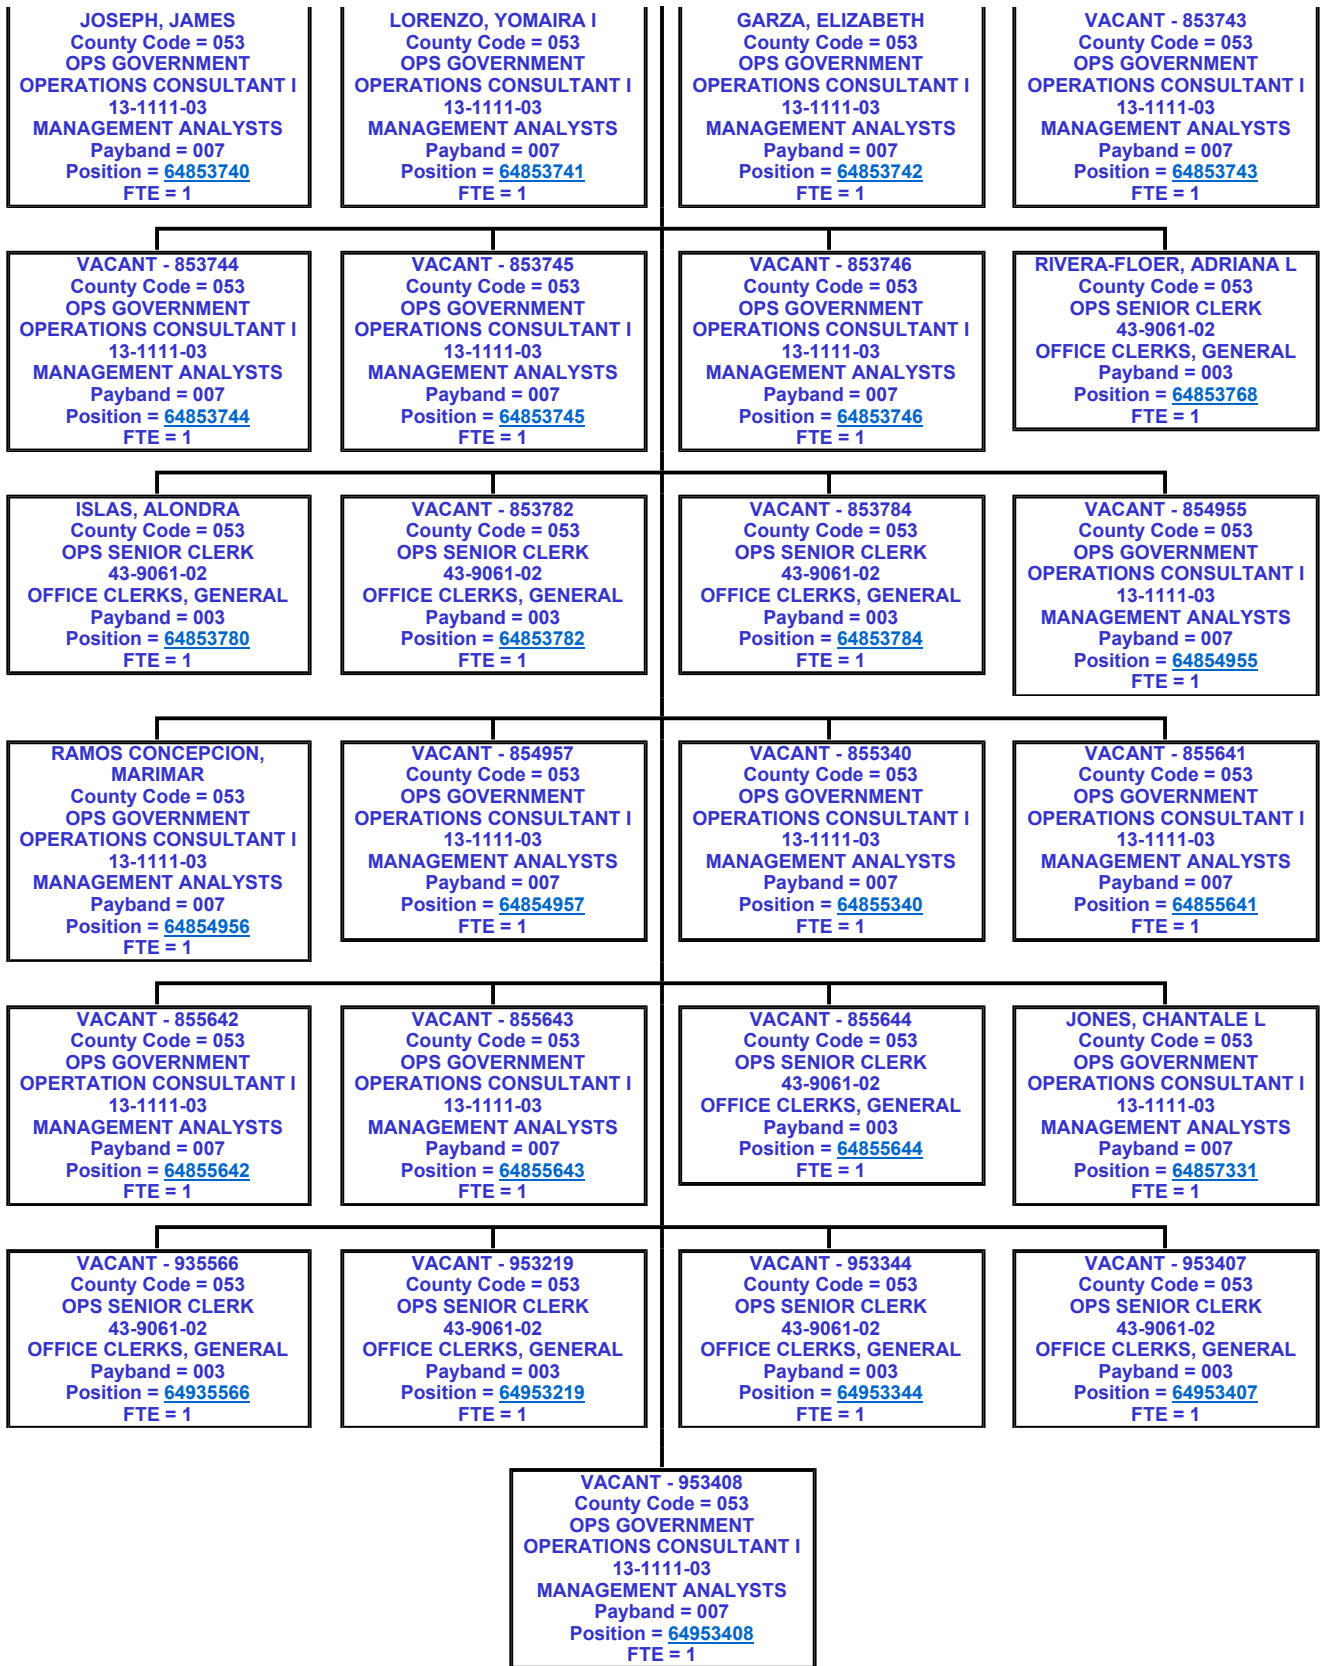 JOSEPH, JAMES
County Code = 053
OPS GOVERNMENT
OPERATIONS CONSULTANT I
13-1111-03
MANAGEMENT ANALYSTS
Payband = 007
Position = 64853740
FTE = 1
LORENZO, YOMAIRA I
County Code = 053
OPS GOVERNMENT
OPERATIONS CONSULTANT I
13-1111-03
MANAGEMENT ANALYSTS
Payband = 007
Position = 64853741
FTE = 1
GARZA, ELIZABETH
County Code = 053
OPS GOVERNMENT
OPERATIONS CONSULTANT I
13-1111-03
MANAGEMENT ANALYSTS
Payband = 007
Position = 64853742
FTE = 1
VACANT - 853743
County Code = 053
OPS GOVERNMENT
OPERATIONS CONSULTANT I
13-1111-03
MANAGEMENT ANALYSTS
Payband = 007
Position = 64853743
FTE = 1
VACANT - 853744
County Code = 053
OPS GOVERNMENT
OPERATIONS CONSULTANT I
13-1111-03
MANAGEMENT ANALYSTS
Payband = 007
Position = 64853744
FTE = 1
VACANT - 853745
County Code = 053
OPS GOVERNMENT
OPERATIONS CONSULTANT I
13-1111-03
MANAGEMENT ANALYSTS
Payband = 007
Position = 64853745
FTE = 1
VACANT - 853746
County Code = 053
OPS GOVERNMENT
OPERATIONS CONSULTANT I
13-1111-03
MANAGEMENT ANALYSTS
Payband = 007
Position = 64853746
FTE = 1
RIVERA-FLOER, ADRIANA L
County Code = 053
OPS SENIOR CLERK
43-9061-02
OFFICE CLERKS, GENERAL
Payband = 003
Position = 64853768
FTE = 1
ISLAS, ALONDRA
County Code = 053
OPS SENIOR CLERK
43-9061-02
OFFICE CLERKS, GENERAL
Payband = 003
Position = 64853780
FTE = 1
VACANT - 853782
County Code = 053
OPS SENIOR CLERK
43-9061-02
OFFICE CLERKS, GENERAL
Payband = 003
Position = 64853782
FTE = 1
VACANT - 853784
County Code = 053
OPS SENIOR CLERK
43-9061-02
OFFICE CLERKS, GENERAL
Payband = 003
Position = 64853784
FTE = 1
VACANT - 854955
County Code = 053
OPS GOVERNMENT
OPERATIONS CONSULTANT I
13-1111-03
MANAGEMENT ANALYSTS
Payband = 007
Position = 64854955
FTE = 1
RAMOS CONCEPCION,
MARIMAR
County Code = 053
OPS GOVERNMENT
OPERATIONS CONSULTANT I
13-1111-03
MANAGEMENT ANALYSTS
Payband = 007
Position = 64854956
FTE = 1
VACANT - 854957
County Code = 053
OPS GOVERNMENT
OPERATIONS CONSULTANT I
13-1111-03
MANAGEMENT ANALYSTS
Payband = 007
Position = 64854957
FTE = 1
VACANT - 855340
County Code = 053
OPS GOVERNMENT
OPERATIONS CONSULTANT I
13-1111-03
MANAGEMENT ANALYSTS
Payband = 007
Position = 64855340
FTE = 1
VACANT - 855641
County Code = 053
OPS GOVERNMENT
OPERATIONS CONSULTANT I
13-1111-03
MANAGEMENT ANALYSTS
Payband = 007
Position = 64855641
FTE = 1
VACANT - 855642
County Code = 053
OPS GOVERNMENT
OPERTATION CONSULTANT I
13-1111-03
MANAGEMENT ANALYSTS
Payband = 007
Position = 64855642
FTE = 1
VACANT - 855643
County Code = 053
OPS GOVERNMENT
OPERATIONS CONSULTANT I
13-1111-03
MANAGEMENT ANALYSTS
Payband = 007
Position = 64855643
FTE = 1
VACANT - 855644
County Code = 053
OPS SENIOR CLERK
43-9061-02
OFFICE CLERKS, GENERAL
Payband = 003
Position = 64855644
FTE = 1
JONES, CHANTALE L
County Code = 053
OPS GOVERNMENT
OPERATIONS CONSULTANT I
13-1111-03
MANAGEMENT ANALYSTS
Payband = 007
Position = 64857331
FTE = 1
VACANT - 935566
County Code = 053
OPS SENIOR CLERK
43-9061-02
OFFICE CLERKS, GENERAL
Payband = 003
Position = 64935566
FTE = 1
VACANT - 953219
County Code = 053
OPS SENIOR CLERK
43-9061-02
OFFICE CLERKS, GENERAL
Payband = 003
Position = 64953219
FTE = 1
VACANT - 953344
County Code = 053
OPS SENIOR CLERK
43-9061-02
OFFICE CLERKS, GENERAL
Payband = 003
Position = 64953344
FTE = 1
VACANT - 953407
County Code = 053
OPS SENIOR CLERK
43-9061-02
OFFICE CLERKS, GENERAL
Payband = 003
Position = 64953407
FTE = 1
VACANT - 953408
County Code = 053
OPS GOVERNMENT
OPERATIONS CONSULTANT I
13-1111-03
MANAGEMENT ANALYSTS
Payband = 007
Position = 64953408
FTE = 1